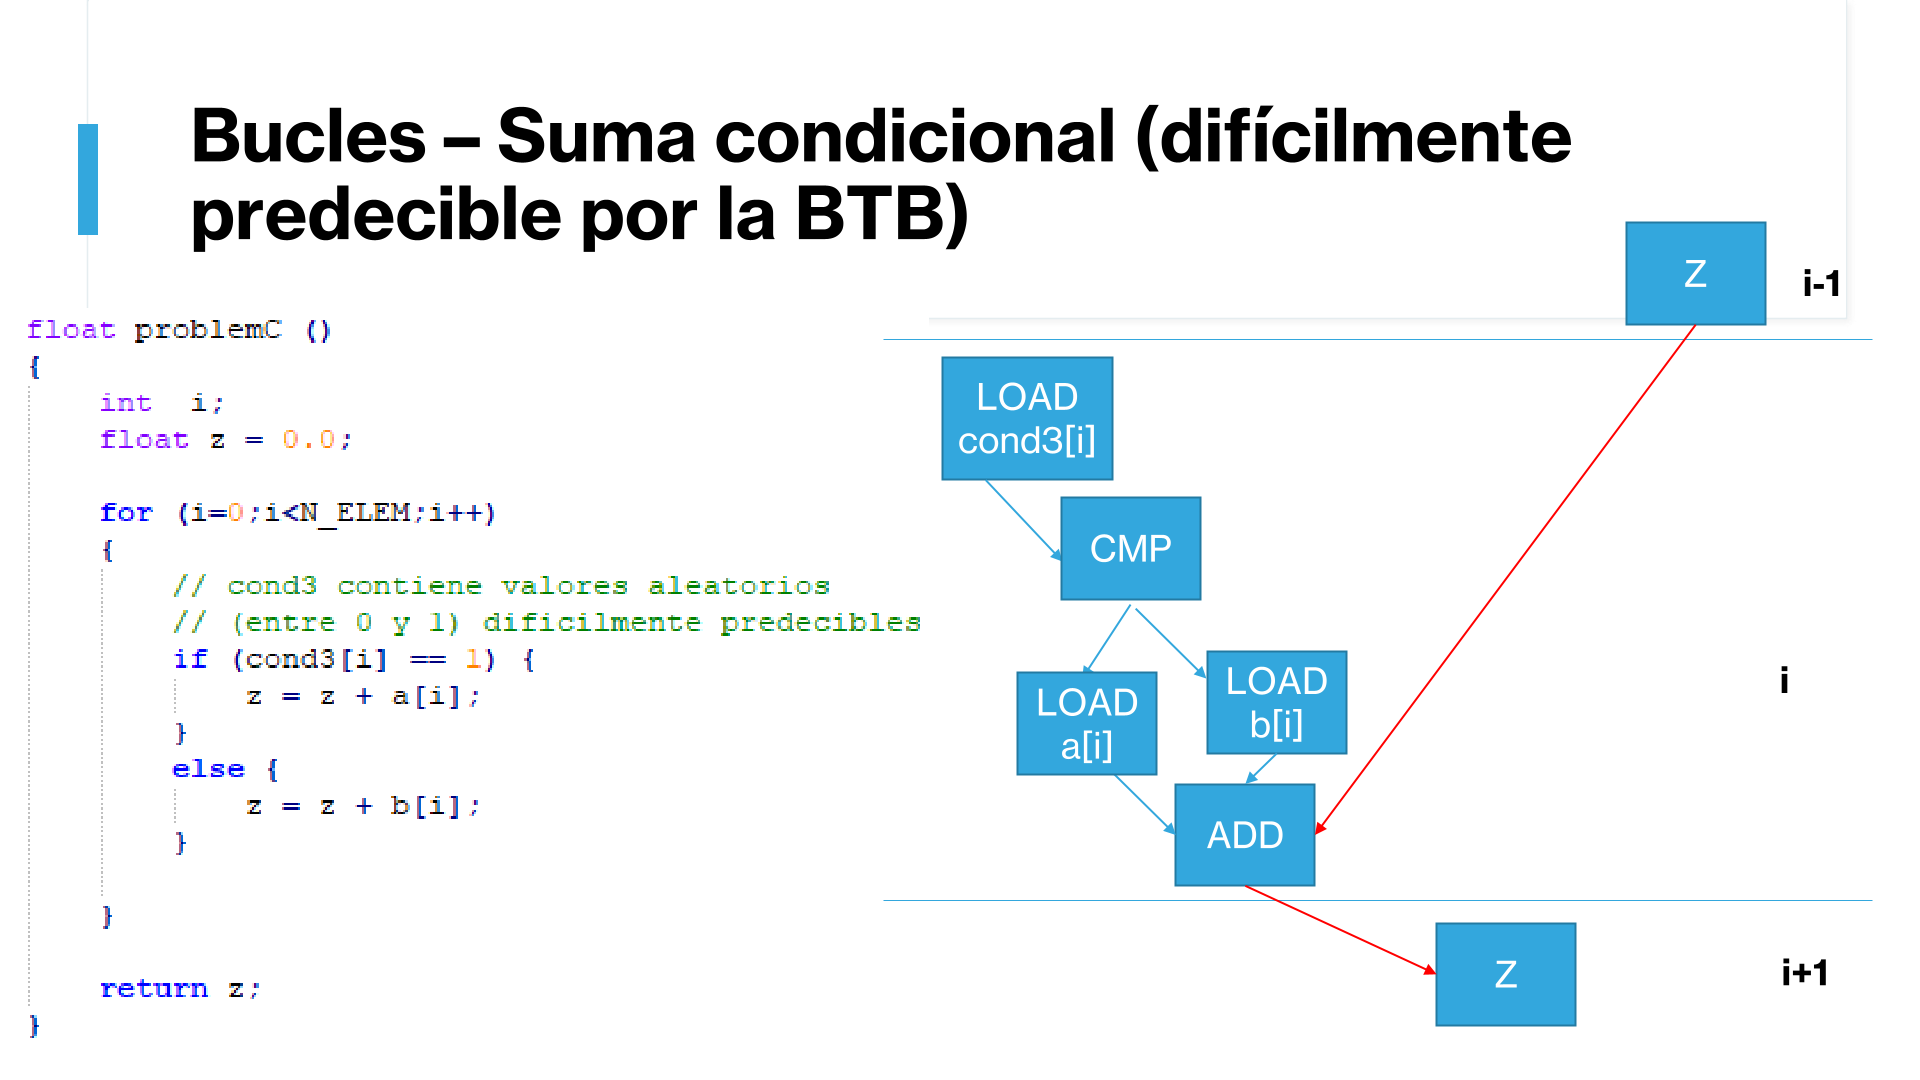 Bucles – Suma condicional (difícilmente
predecible por la BTB)
float problemC ()
{
int i;
float z = 0.0;
for (i=0;i<N_ELEM;i++)
{
// cond3 contiene valores aleatorios
// (entre 0 y 1) dificilmente predecibles
if (cond3[i] == 1) {
z = z + a[i];
}
else {
z = z + b[i];
}
}
return z;
}
Z
i-1
LOAD
cond3[i]
CMP
LOAD
a[i]
LOAD
b[i]
i
ADD
Z
i+1